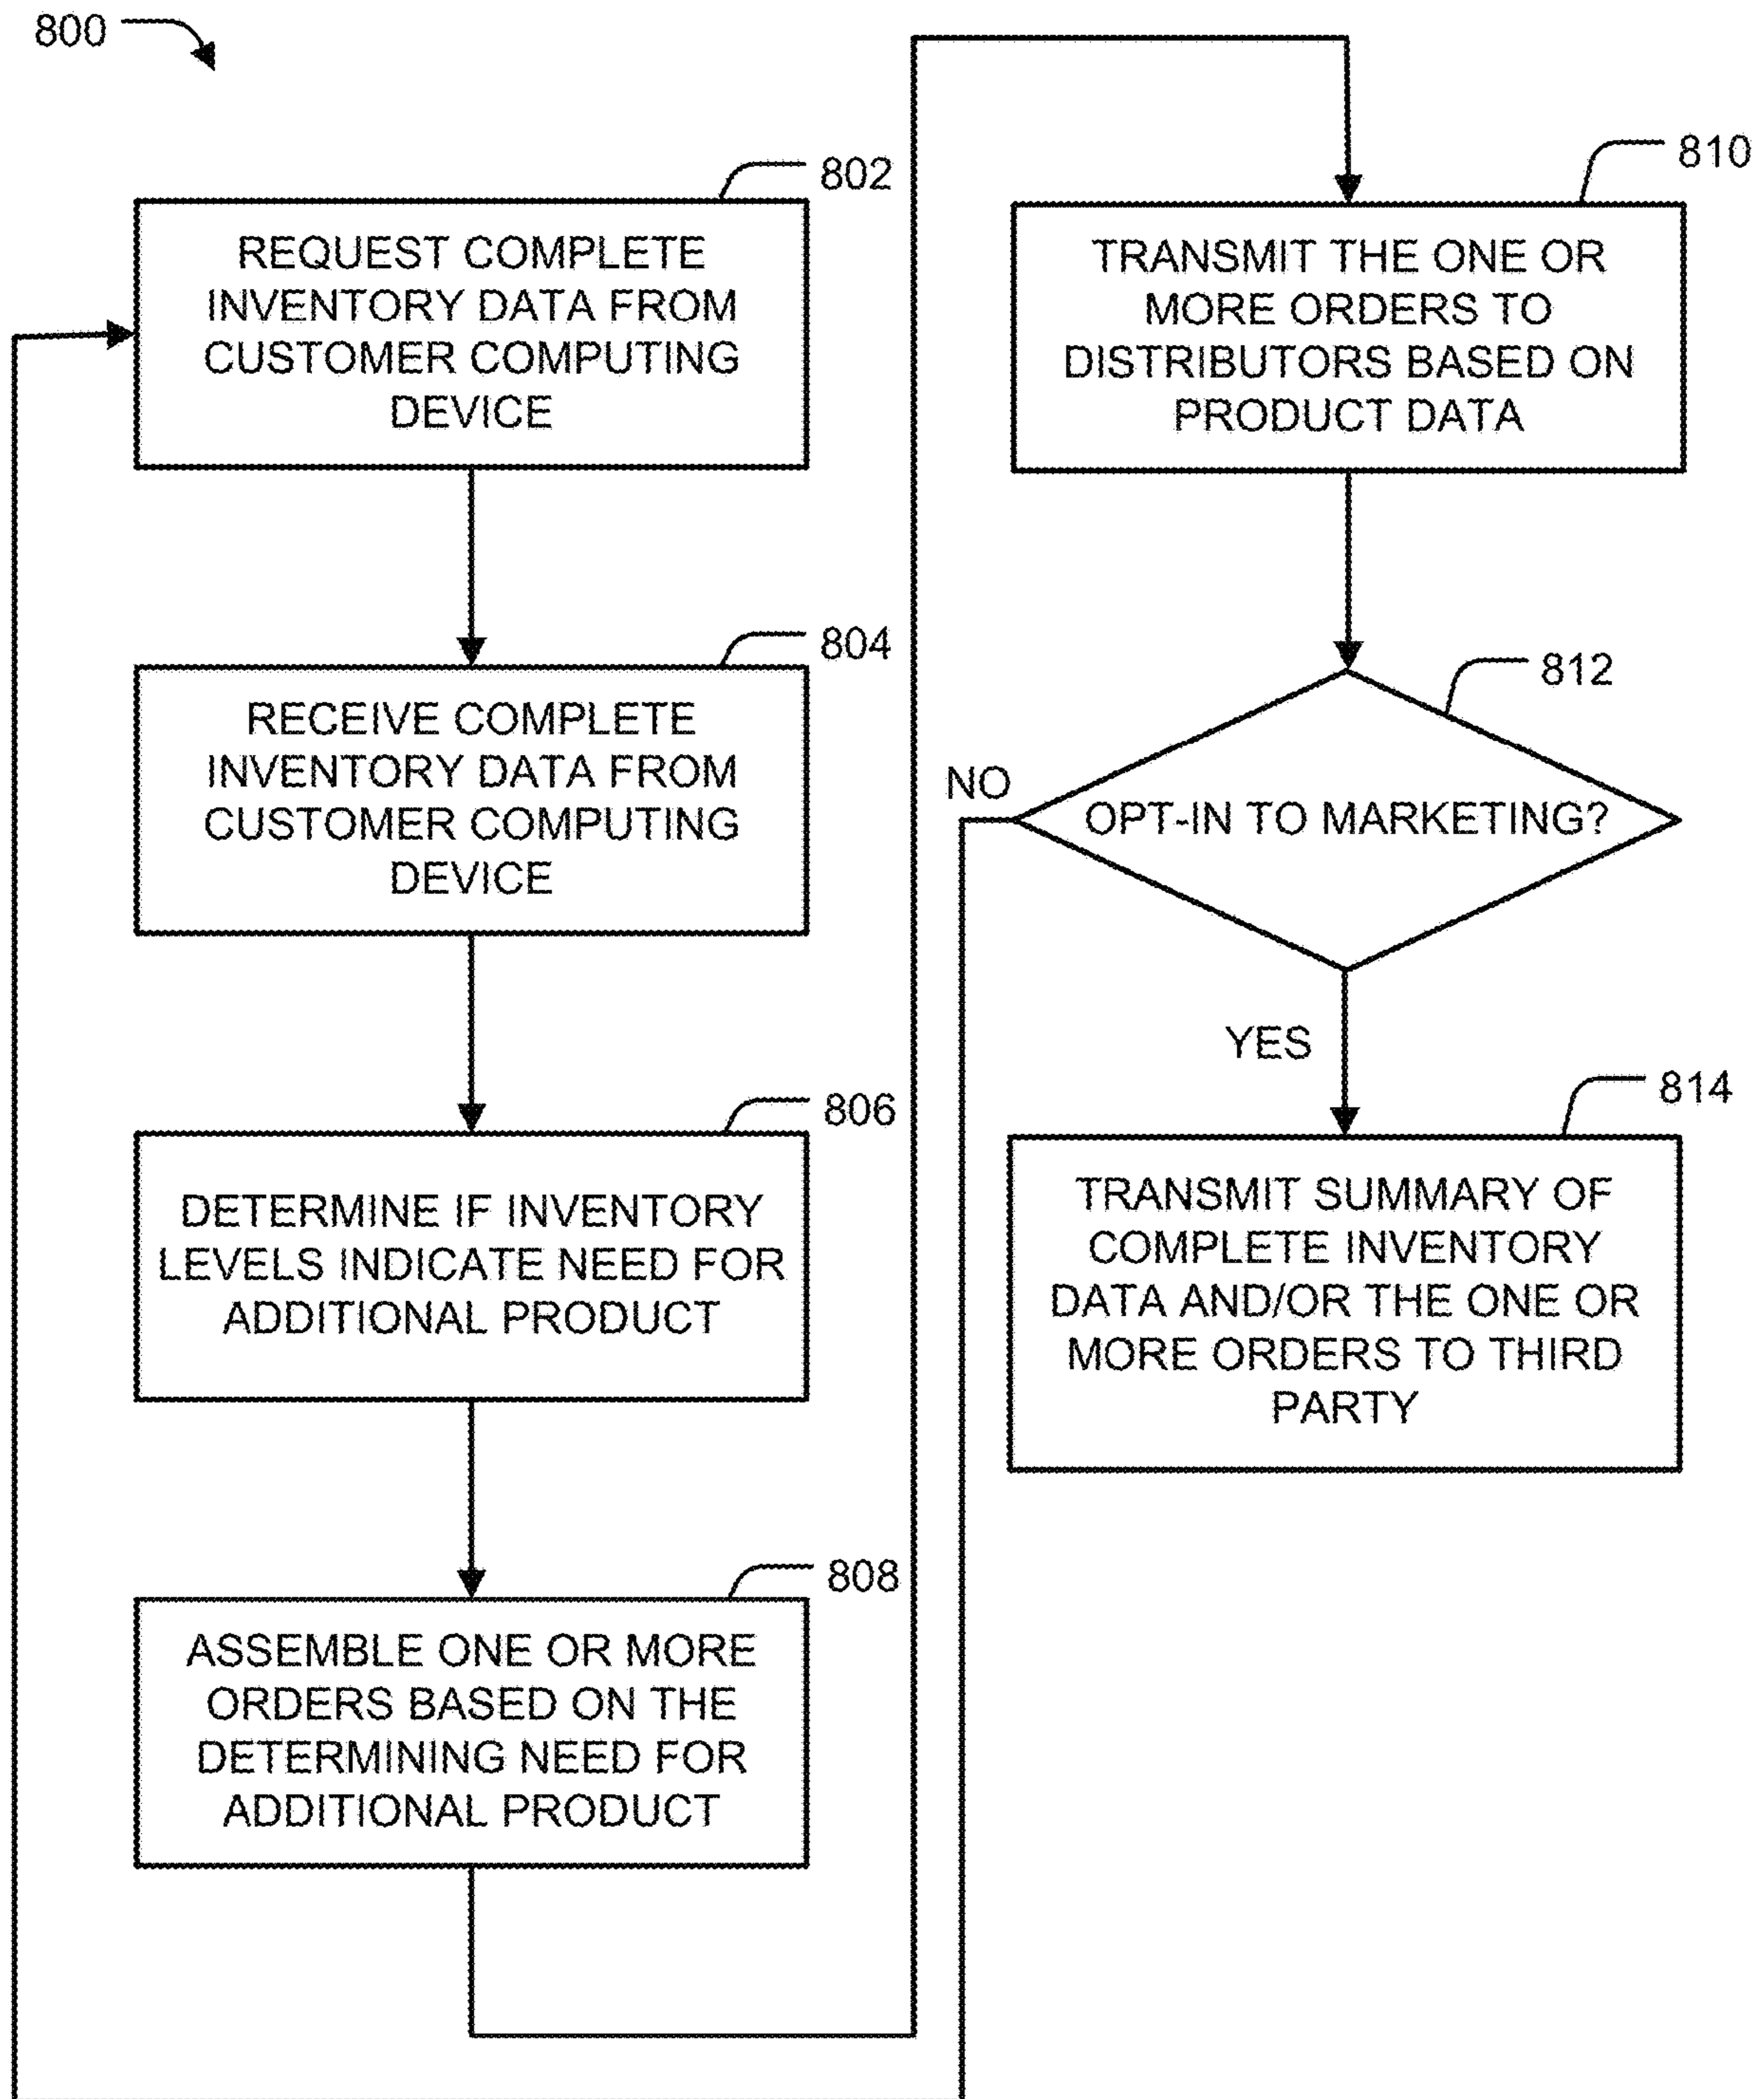 800
802
REQUEST COMPLETE
INVENTORY DATA FROM
CUSTOMER COMPUTING
DEVICE
804
RECEIVE COMPLETE
INVENTORY DATA FROM
CUSTOMER COMPUTING
DEVICE
806
DETERMINE IF INVENTORY
LEVELS INDICATE NEED FOR
ADDITIONAL PRODUCT
808
ASSEMBLE ONE OR MORE
ORDERS BASED ON THE
DETERMINING NEED FOR
ADDITIONAL PRODUCT
810
TRANSMIT THE ONE OR
MORE ORDERS TO
DISTRIBUTORS BASED ON
PRODUCT DATA
812
NO
OPT-IN TO MARKETING?
YES
814
TRANSMIT SUMMARY OF
COMPLETE INVENTORY
DATA AND/OR THE ONE OR
MORE ORDERS TO THIRD
PARTY